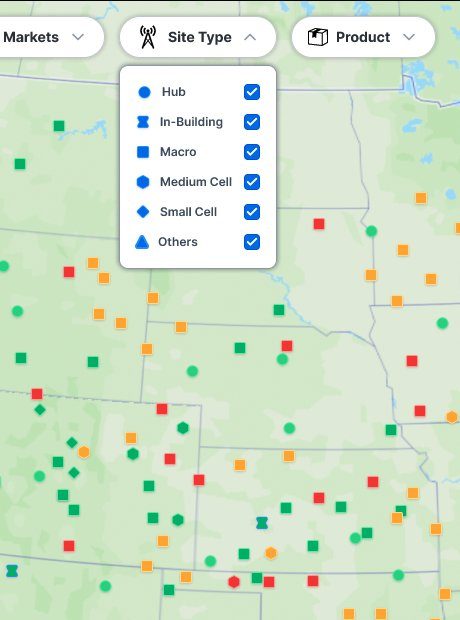 Markets
Site Type
Product
Hub
In-Building
Macro
Medium Cell
Small Cell
Others